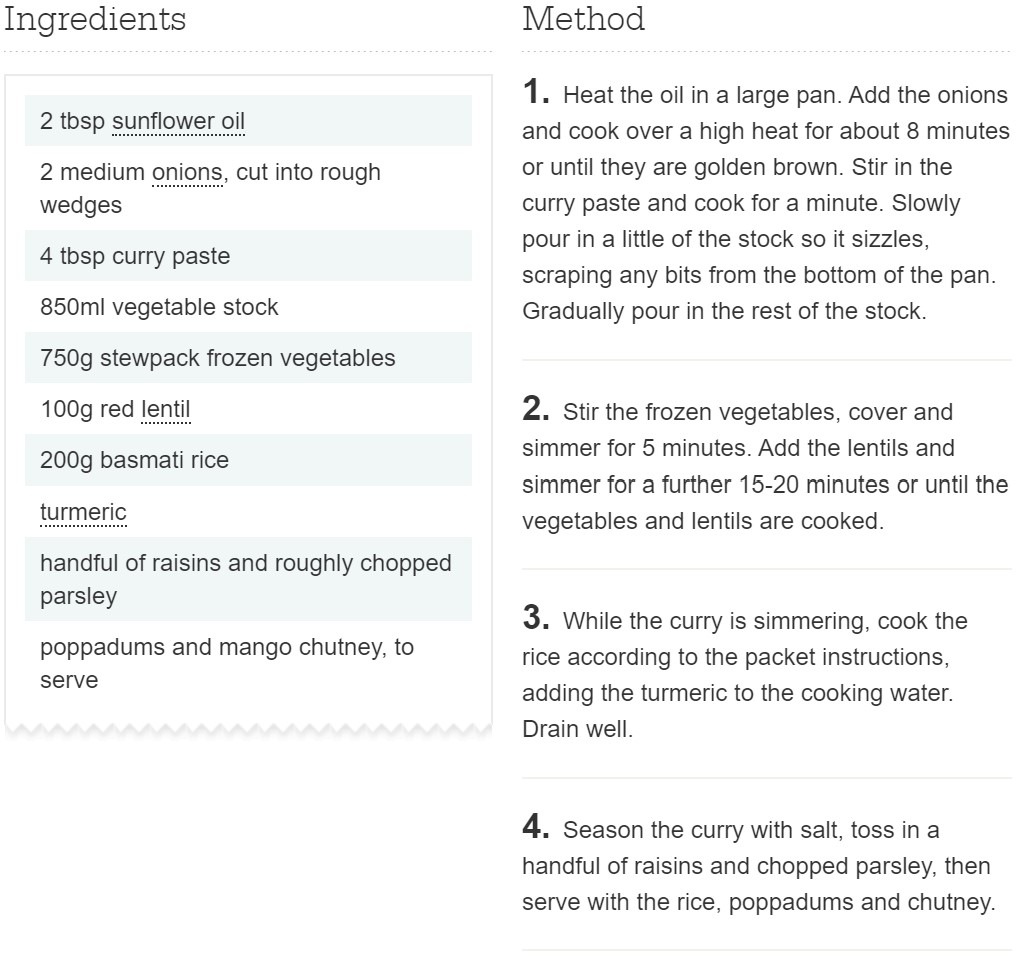 Ingredients
2 tbsp sunflower oil
2 medium onions, cut into rough
wedges
4 tbsp curry paste
850ml vegetable stock
750g stewpack frozen vegetables
100g red lentil
200g basmati rice
turmeric
handful of raisins and roughly chopped
parsley
poppadums and mango chutney, to
serve
Method
1. Heat the oil in a large pan. Add the onions
and cook over a high heat for about 8 minutes
or until they are golden brown. Stir in the
curry paste and cook for a minute. Slowly
pour in a little of the stock so it sizzles,
scraping any bits from the bottom of the pan.
Gradually pour in the rest of the stock.
2. Stir the frozen vegetables, cover and
simmer for 5 minutes. Add the lentils and
simmer for a further 15-20 minutes or until the
vegetables and lentils are cooked.
3. While the curry is simmering, cook the
rice according to the packet instructions,
adding the turmeric to the cooking water.
Drain well.
4. Season the curry with salt, toss in a
handful of raisins and chopped parsley, then
serve with the rice, poppadums and chutney.